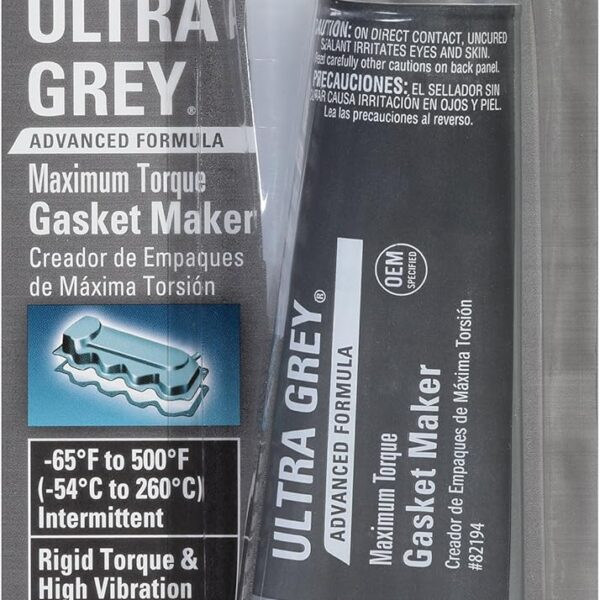 ULTRA
GREY®
ADVANCED FORMULA
Maximum Torque
Gasket Maker
Creador de Empaques
de Máxima Torsión
-65°F to 500°F
(-54°C to 260°C)
Intermittent
Rigid Torque &
High Vibration
CAUTION: ON DIRECT CONTACT, UNCURED
SEALANT IRRITATES EYES AND SKIN.
Read carefully other cautions on back panel.
PRECAUCIONES: EL SELLADOR SIN
CURAR CAUSA IRRITACIÓN EN OJOS Y PIEL.
Lea las precauciones al reverso.
OEM
SPECIFIED
ULTRA GREY®
ADVANCED FORMULA
Maximum Torque
Gasket Maker
Creador de Empaques de Máxima Torsión
#82194